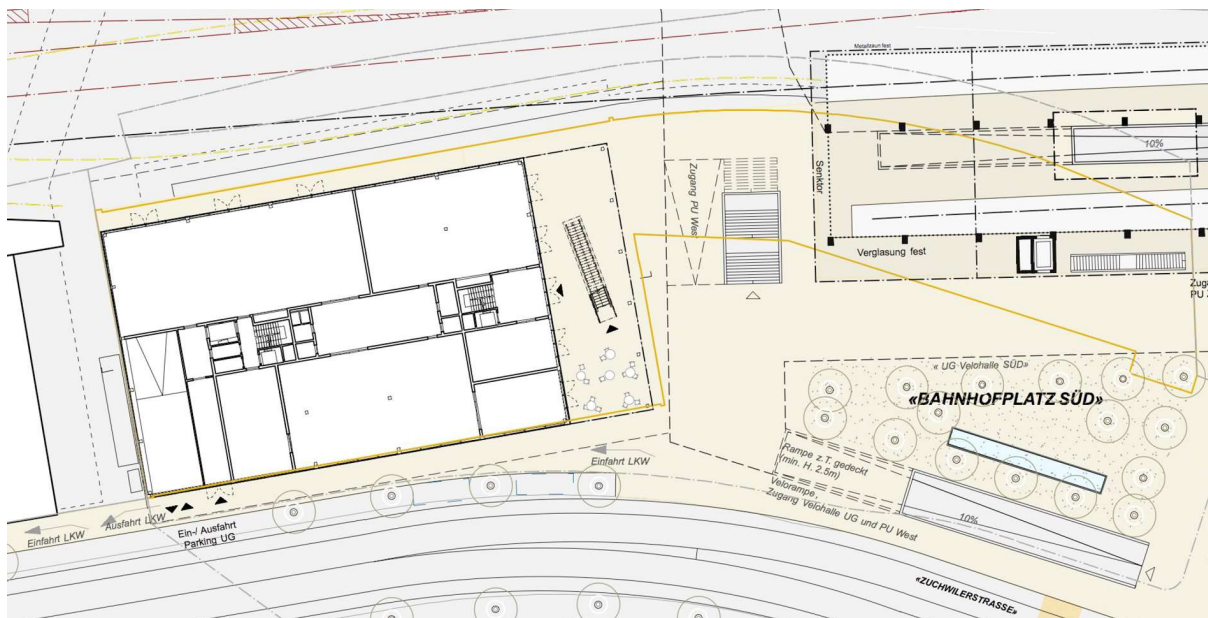 Metallzaun fest
10%
Senktor
Zugang PU West
Verglasung fest
Zuga
PU
« UG Velohalle SÜD»
«BAHNHOFPLATZ SÜD»
Rampe z.T. gedeckt
(min. H. 2.5m)
Einfahrt LKW
Velorampe,
Zugang Velohalle UG und PU West
10%
Ausfahrt LKW
Einfahrt LKW
Ein-/ Ausfahrt
Parking UG
«ZUCHWILERSTRASSE»